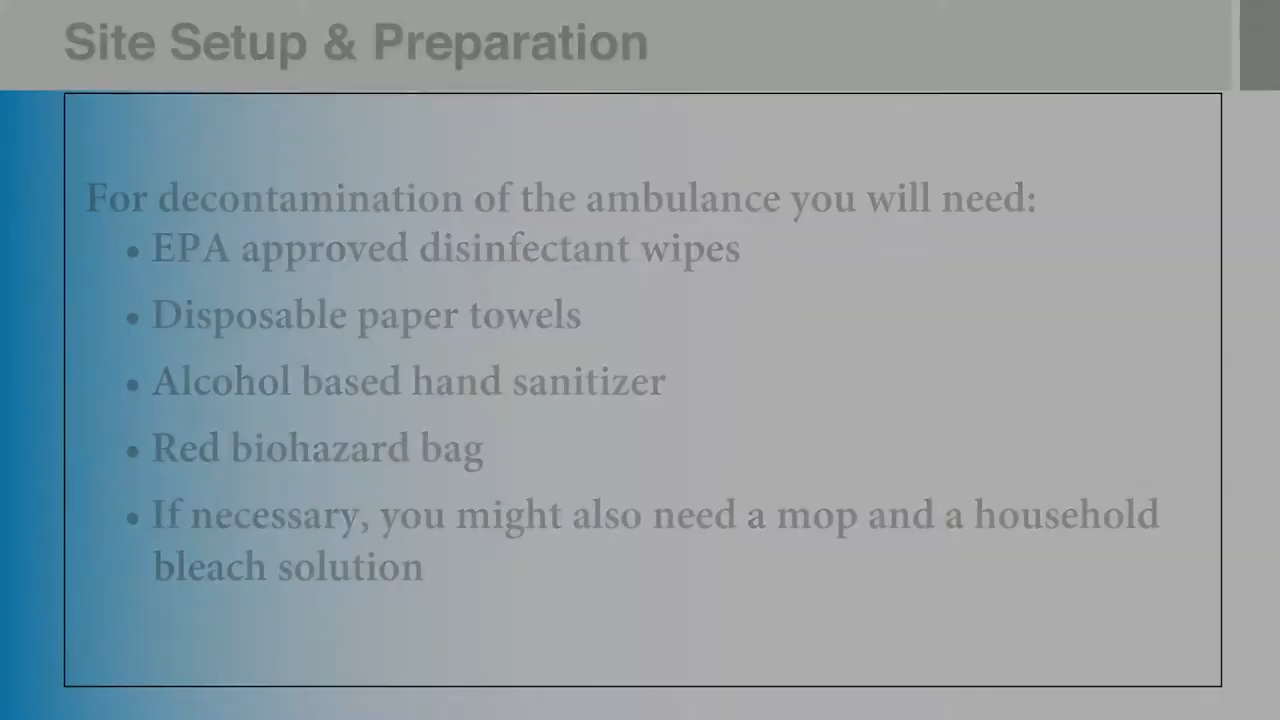 Site Setup & Preparation
For decontamination of the ambulance you will need:
• EPA approved disinfectant wipes
• Disposable paper towels
• Alcohol based hand sanitizer
• Red biohazard bag
• If necessary, you might also need a mop and a household
bleach solution